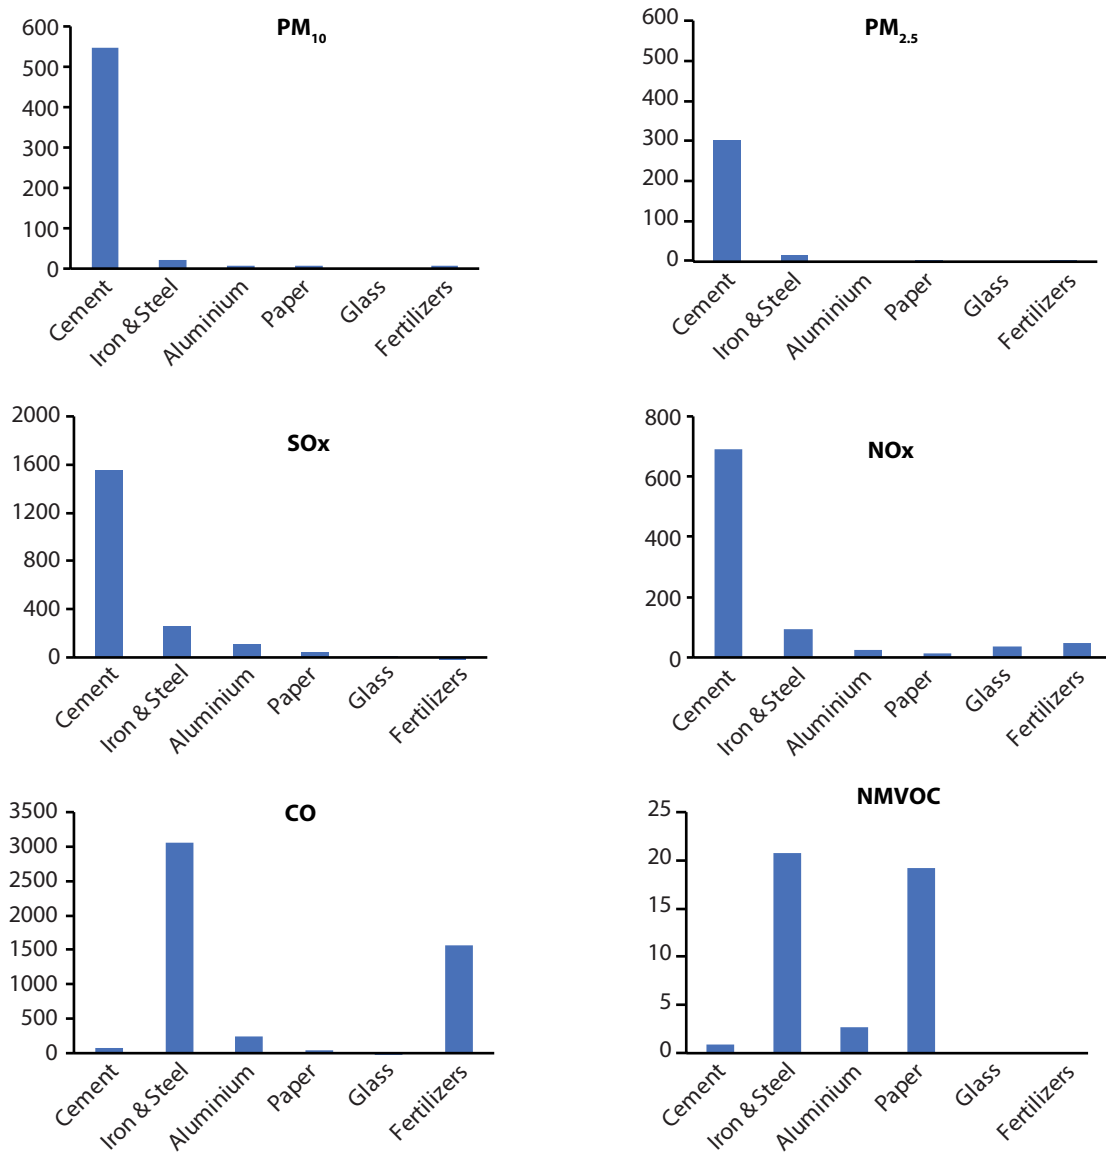 PM10
600
500
400
300
200
100
0
Cement
Iron & Steel
Aluminium
Paper
Glass
Fertilizers
PM2.5
600
500
400
300
200
100
0
Cement
Iron & Steel
Aluminium
Paper
Glass
Fertilizers
SOx
2000
1600
1200
800
400
0
Cement
Iron & Steel
Aluminium
Paper
Glass
Fertilizers
NOx
800
600
400
200
0
Cement
Iron & Steel
Aluminium
Paper
Glass
Fertilizers
CO
3500
3000
2500
2000
1500
1000
500
0
Cement
Iron & Steel
Aluminium
Paper
Glass
Fertilizers
NMVOC
25
20
15
10
5
0
Cement
Iron & Steel
Aluminium
Paper
Glass
Fertilizers